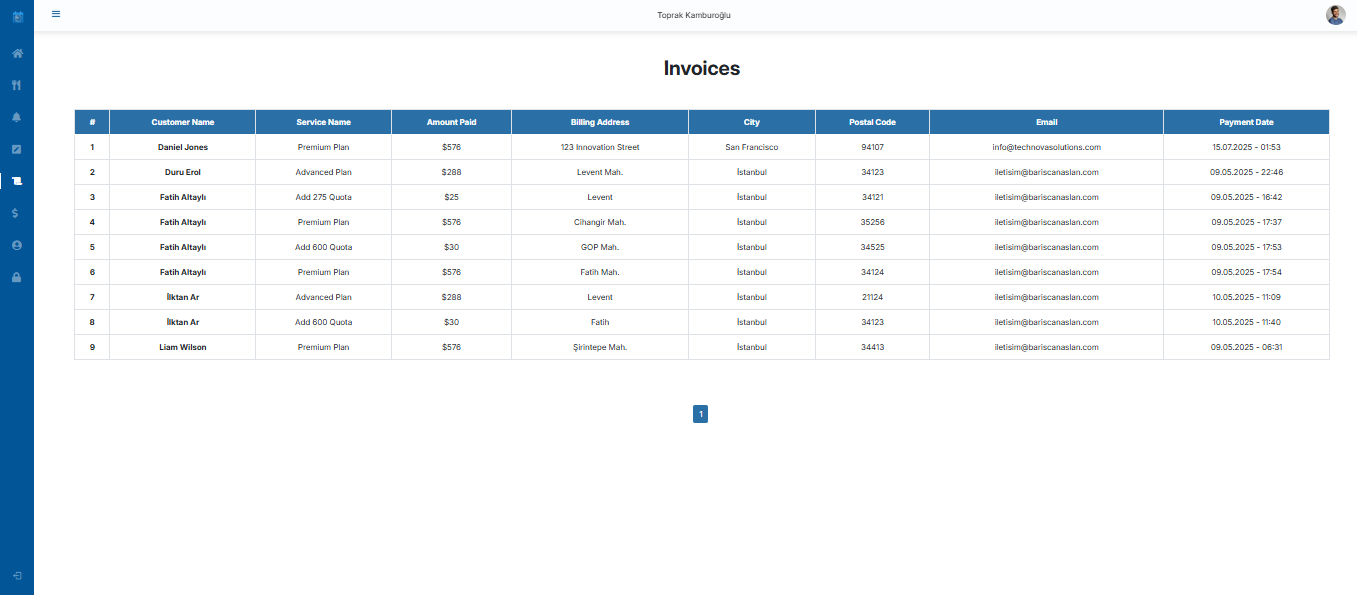 Toprak Kamburoğlu
Invoices
# Customer Name Service Name Amount Paid Billing Address City Postal Code Email Payment Date
1 Daniel Jones Premium Plan $576 123 Innovation Street San Francisco 94107 info@technovasolutions.com 15.07.2025 - 01:53
2 Duru Erol Advanced Plan $288 Levent Mah. İstanbul 34123 iletisim@bariscanaslan.com 09.05.2025 - 22:46
3 Fatih Altaylı Add 275 Quota $25 Levent İstanbul 34121 iletisim@bariscanaslan.com 09.05.2025 - 16:42
4 Fatih Altaylı Premium Plan $576 Cihangir Mah. İstanbul 35256 iletisim@bariscanaslan.com 09.05.2025 - 17:37
5 Fatih Altaylı Add 600 Quota $30 GOP Mah. İstanbul 34525 iletisim@bariscanaslan.com 09.05.2025 - 17:53
6 Fatih Altaylı Premium Plan $576 Fatih Mah. İstanbul 34124 iletisim@bariscanaslan.com 09.05.2025 - 17:54
7 İlktan Ar Advanced Plan $288 Levent İstanbul 21124 iletisim@bariscanaslan.com 10.05.2025 - 11:09
8 İlktan Ar Add 600 Quota $30 Fatih İstanbul 34123 iletisim@bariscanaslan.com 10.05.2025 - 11:40
9 Liam Wilson Premium Plan $576 Şirintepe Mah. İstanbul 34413 iletisim@bariscanaslan.com 09.05.2025 - 06:31
1